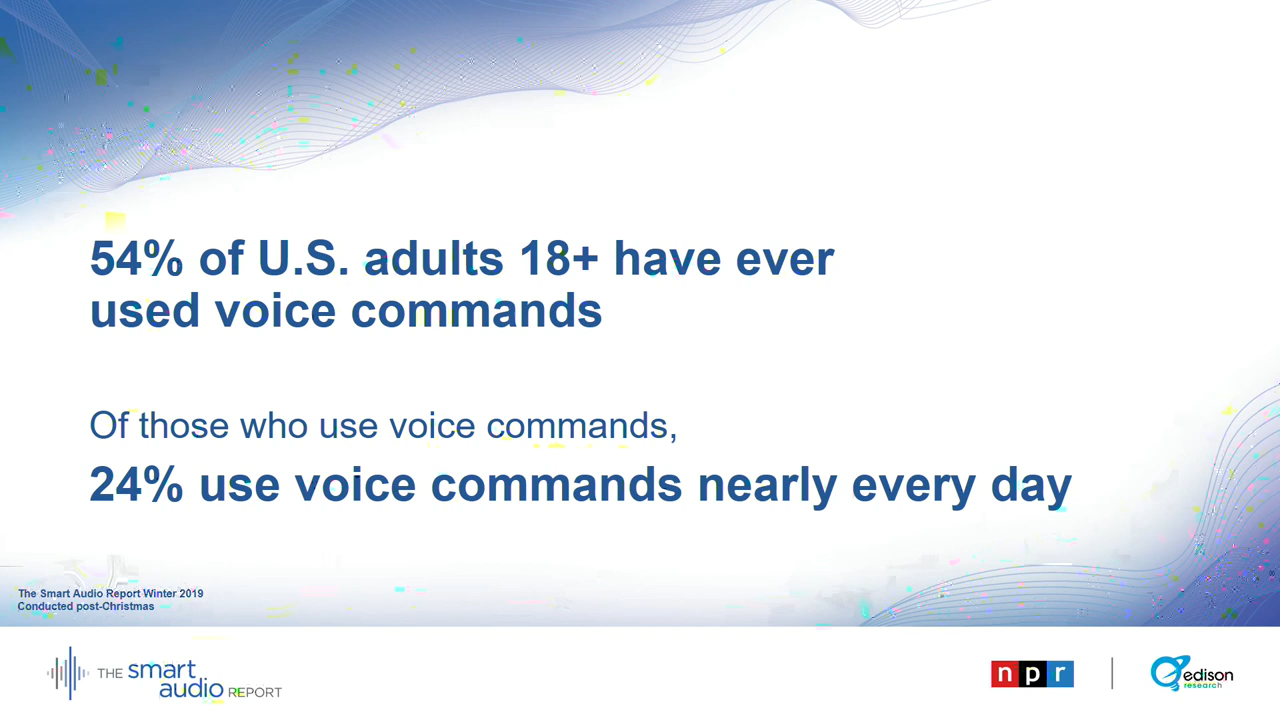 54% of U.S. adults 18+ have ever
used voice commands
Of those who use voice commands,
24% use voice commands nearly every day
The Smart Audio Report Winter 2019
Conducted post-Christmas
THE smart
audio REPORT
npr
edison
research